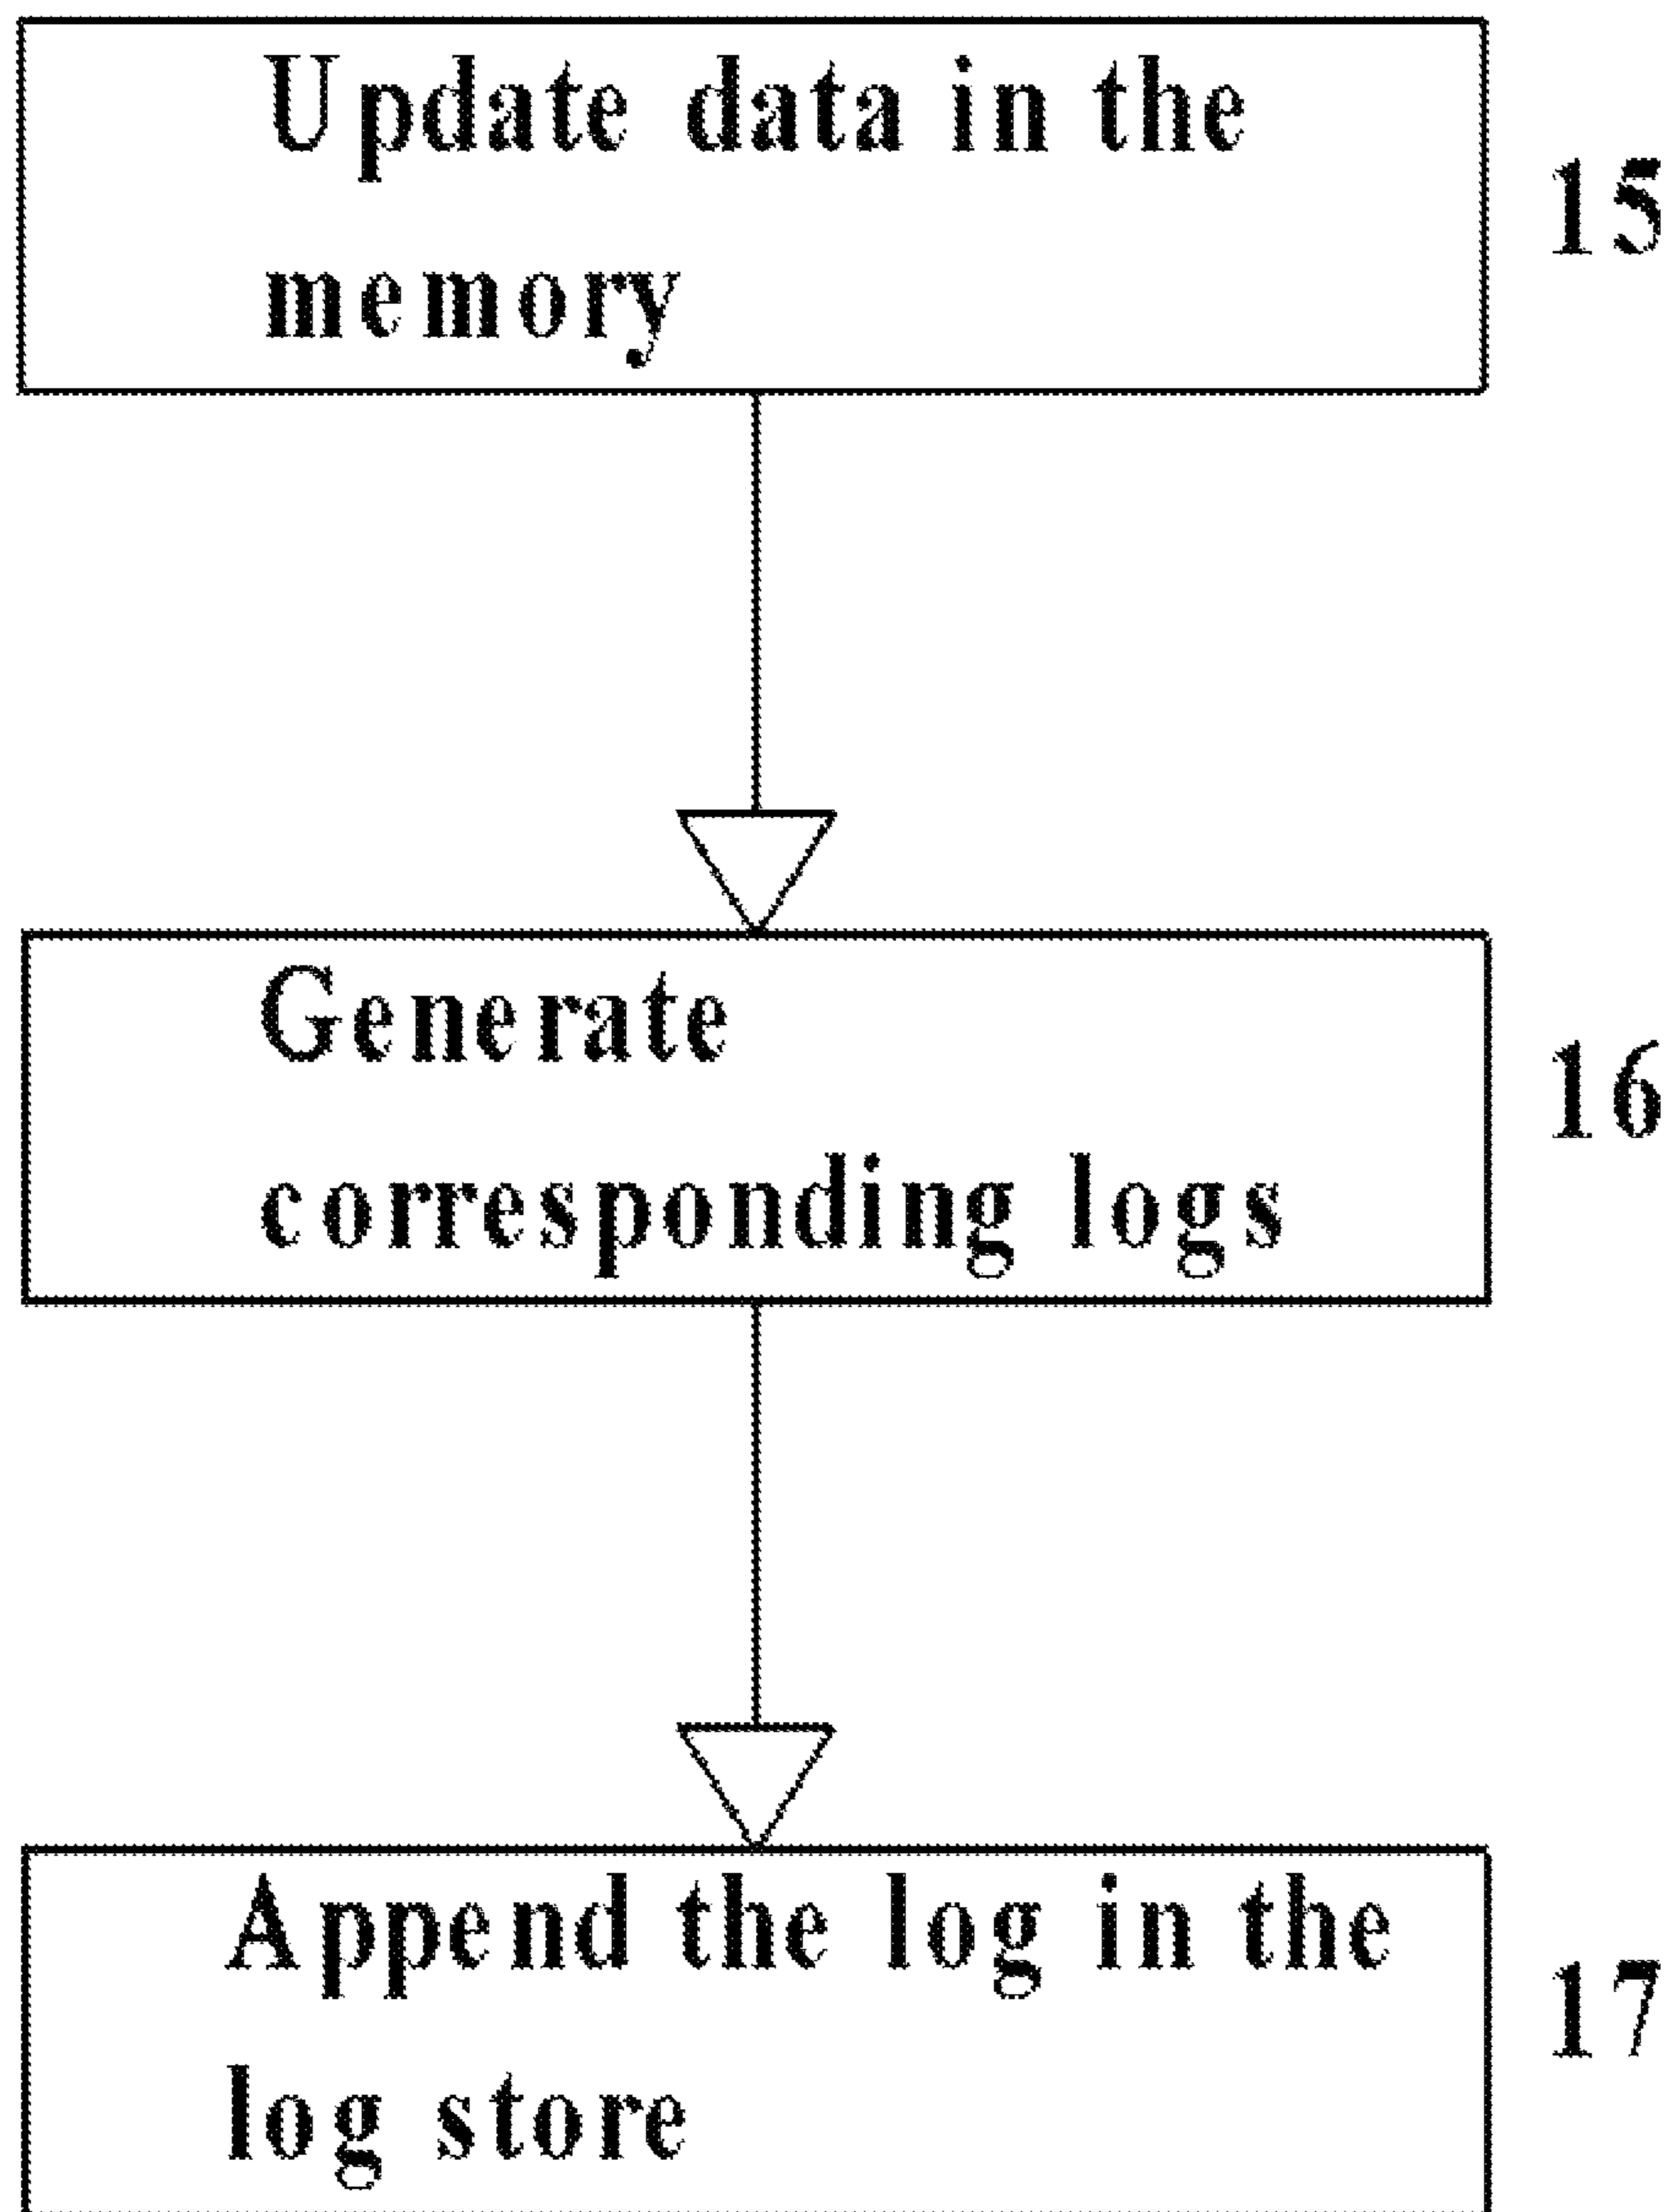 Update data in the
memory
15
Generate
corresponding logs
16
Append the log in the
log store
17